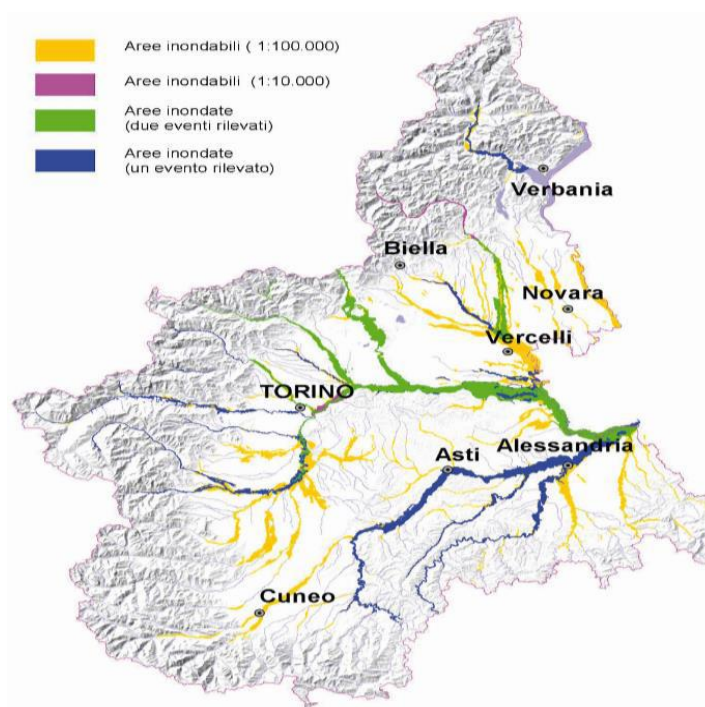 Aree inondabili ( 1:100.000)
Aree inondabili (1:10.000)
Aree inondate
(due eventi rilevati)
Aree inondate
(un evento rilevato)
Verbania
Biella
Novara
Vercelli
TORINO
Asti
Alessandria
Cuneo